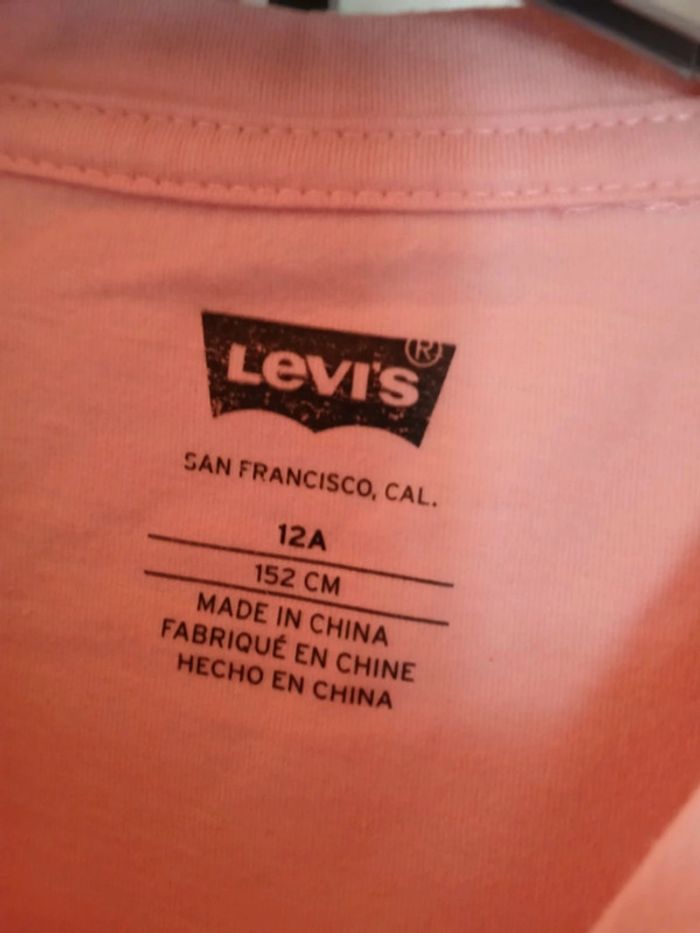 LEVI'S ®
SAN FRANCISCO, CAL.
12A
152 CM
MADE IN CHINA
FABRIQUÉ EN CHINE
HECHO EN CHINA